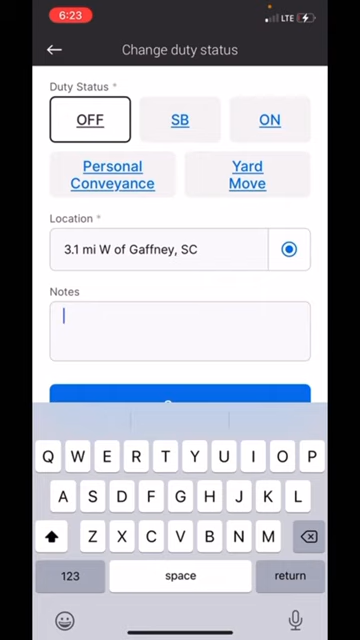 6:23
LTE
Change duty status
Duty Status *
OFF
SB
ON
Personal
Conveyance
Yard
Move
Location *
3.1 mi W of Gaffney, SC
Notes
Q W E R T Y U I O P
A S D F G H J K L
Z X C V B N M
123
space
return